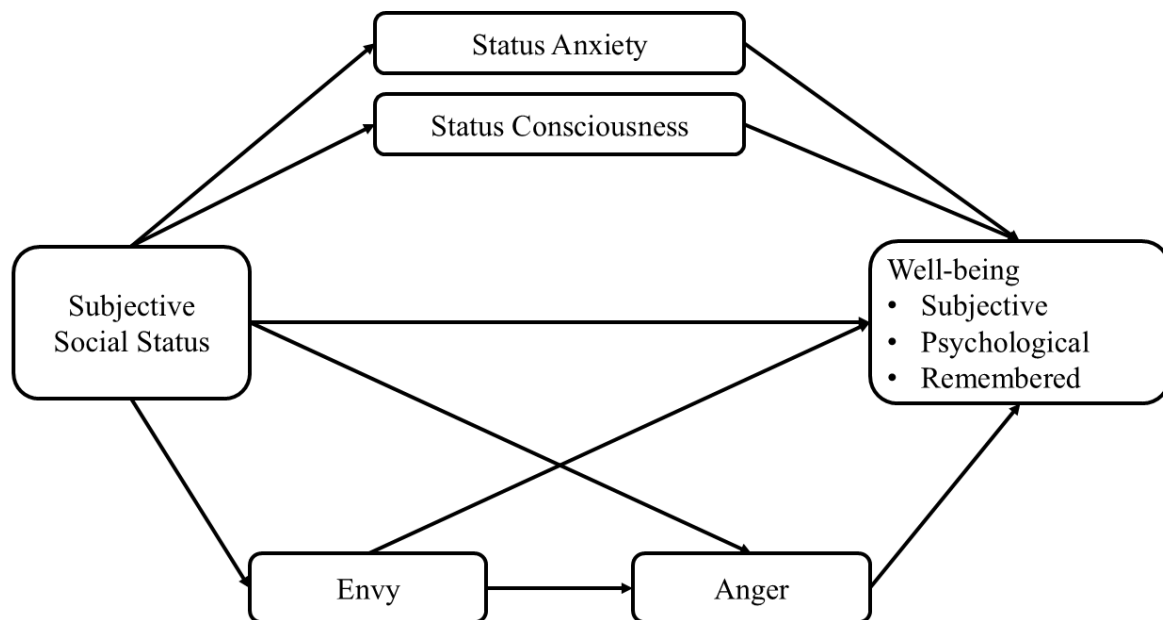 Status Anxiety
Status Consciousness
Subjective
Social Status
Well-being
• Subjective
• Psychological
• Remembered
Envy
Anger